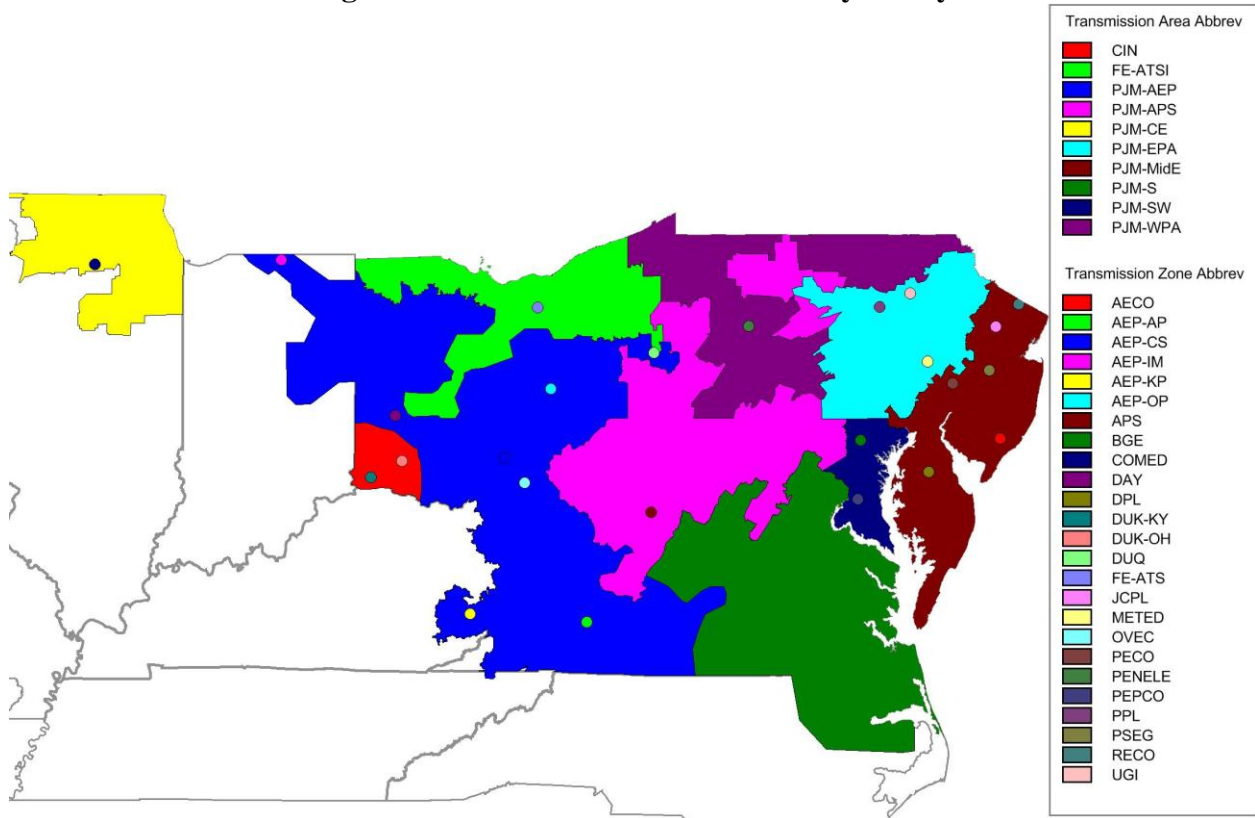 Transmission Area Abbrev
CIN
FE-ATSI
PJM-AEP
PJM-APS
PJM-CE
PJM-EPA
PJM-MidE
PJM-S
PJM-SW
PJM-WPA
Transmission Zone Abbrev
AECO
AEP-AP
AEP-CS
AEP-IM
AEP-KP
AEP-OP
APS
BGE
COMED
DAY
DPL
DUK-KY
DUK-OH
DUQ
FE-ATS
JCPL
METED
OVEC
PECO
PENELE
PEPCO
PPL
PSEG
RECO
UGI